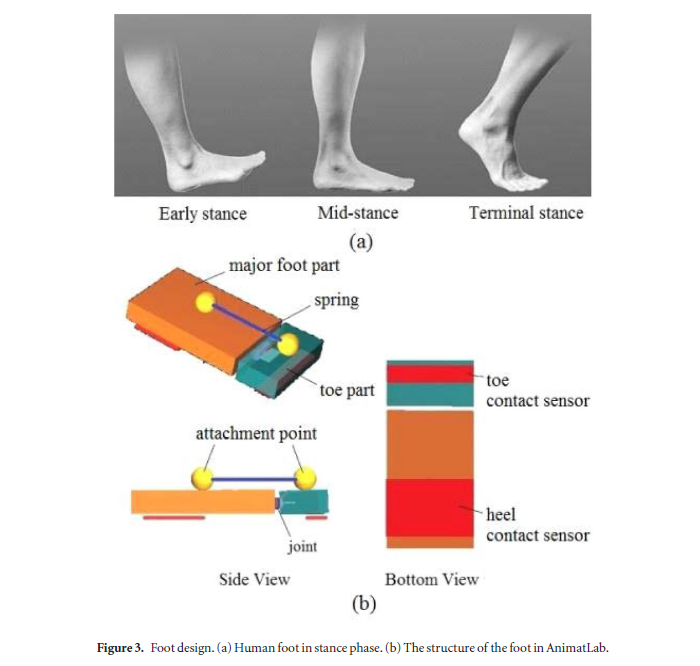 Early stance Mid-stance Terminal stance
(a)
major foot part
spring
toe part
toe
contact sensor
attachment point
heel
contact sensor
joint
Side View Bottom View
(b)
Figure 3. Foot design. (a) Human foot in stance phase. (b) The structure of the foot in AnimatLab.